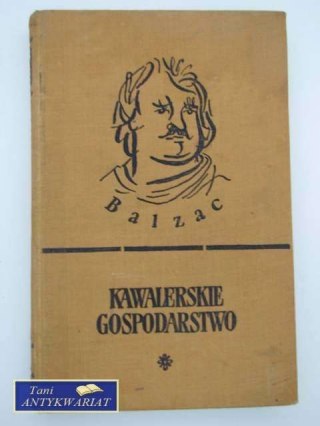 Balzac
KAWALERSKIE
GOSPODARSTWO
Tani
ANTYKWARIAT